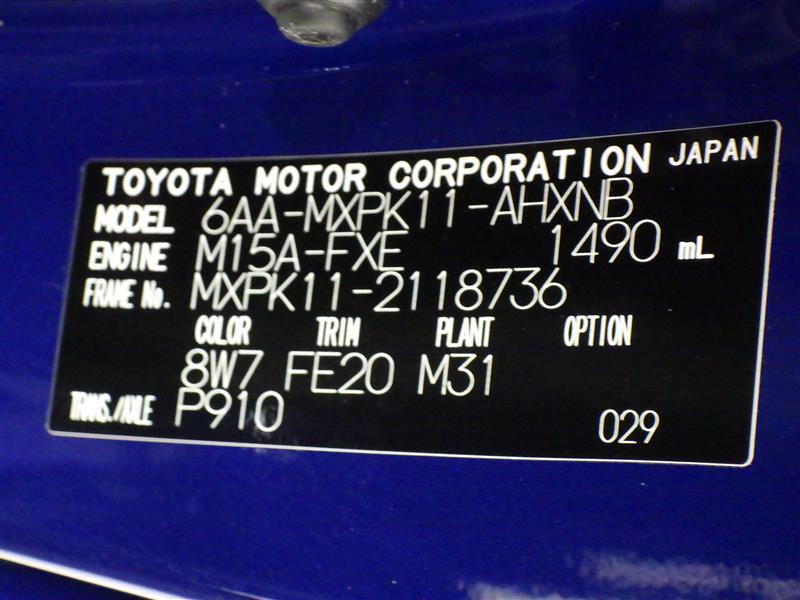 TOYOTA MOTOR CORPORATION JAPAN
MODEL 6AA-MXPK11-AHXNB
ENGINE M15A-FXE 1490 mL
FRAME No. MXPK11-2118736
COLOR TRIM PLANT OPTION
8W7 FE20 M31
TRANS./AXLE P910 029